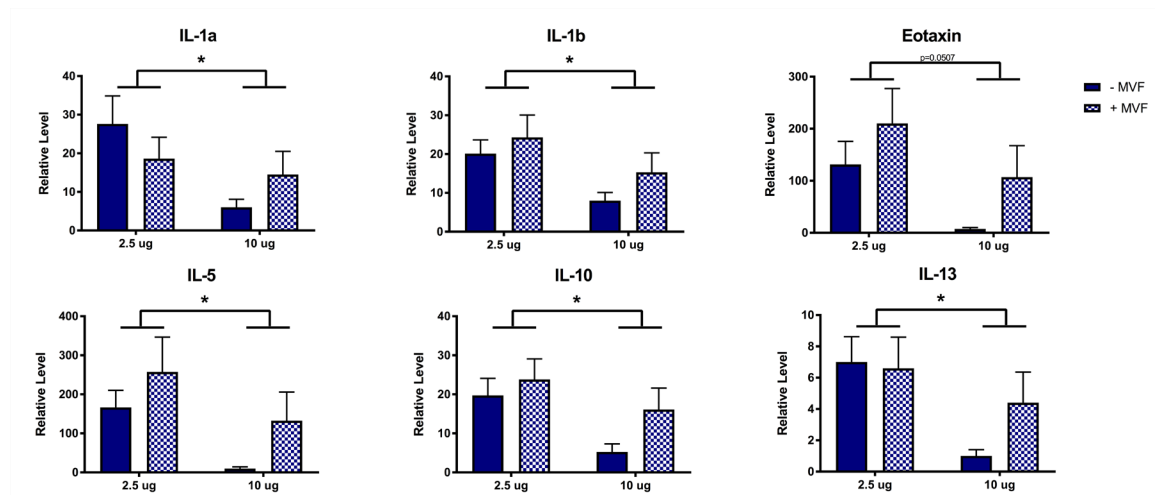 IL-1a
*
40
30
20
10
0
Relative Level
2.5 ug
10 ug
IL-1b
*
40
30
20
10
0
Relative Level
2.5 ug
10 ug
Eotaxin
p=0.0507
300
200
100
0
Relative Level
2.5 ug
10 ug
- MVF
+ MVF
IL-5
*
400
300
200
100
0
Relative Level
2.5 ug
10 ug
IL-10
*
40
30
20
10
0
Relative Level
2.5 ug
10 ug
IL-13
*
10
8
6
4
2
0
Relative Level
2.5 ug
10 ug